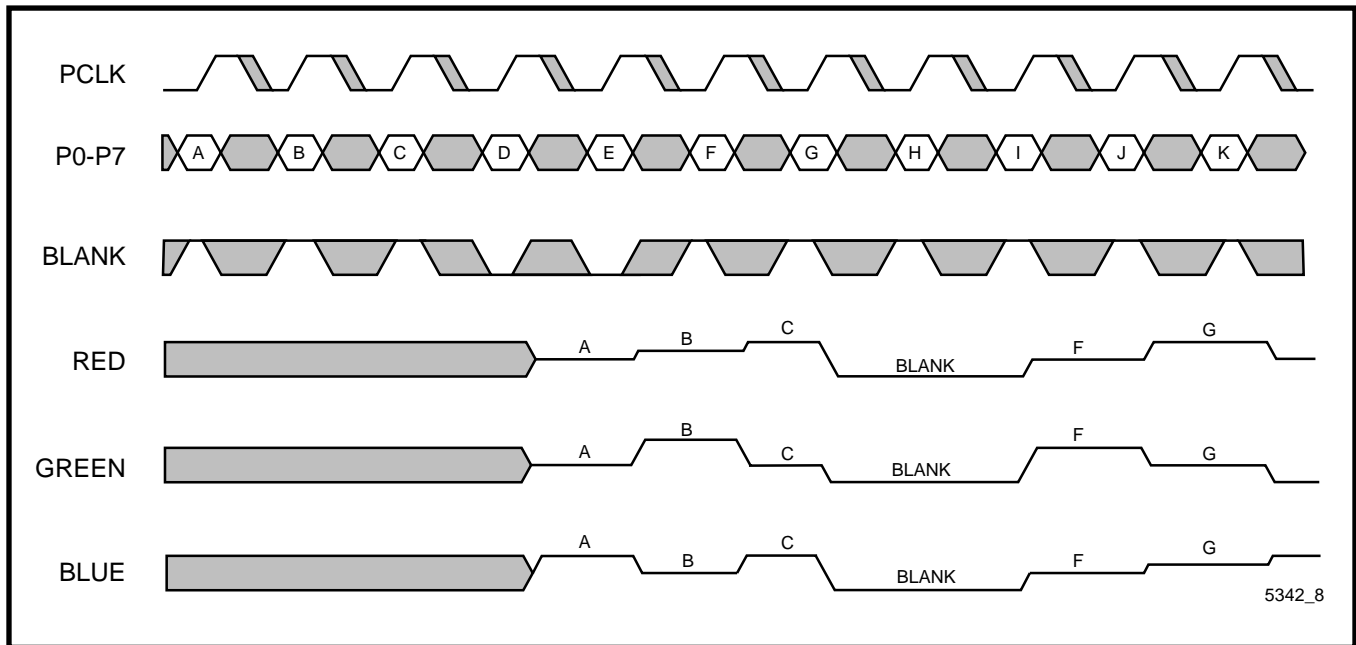 PCLK
P0-P7
A B C D E F G H I J K
BLANK
RED
A B C BLANK F G
GREEN
A B C BLANK F G
BLUE
A B C BLANK F G
5342_8